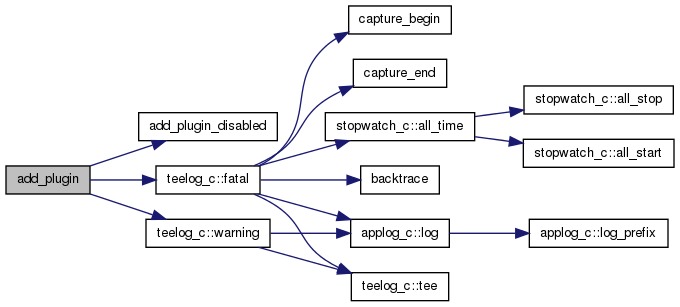 capture_begin
capture_end
stopwatch_c::all_stop
add_plugin_disabled
stopwatch_c::all_time
stopwatch_c::all_start
add_plugin
teelog_c::fatal
backtrace
teelog_c::warning
applog_c::log
applog_c::log_prefix
teelog_c::tee